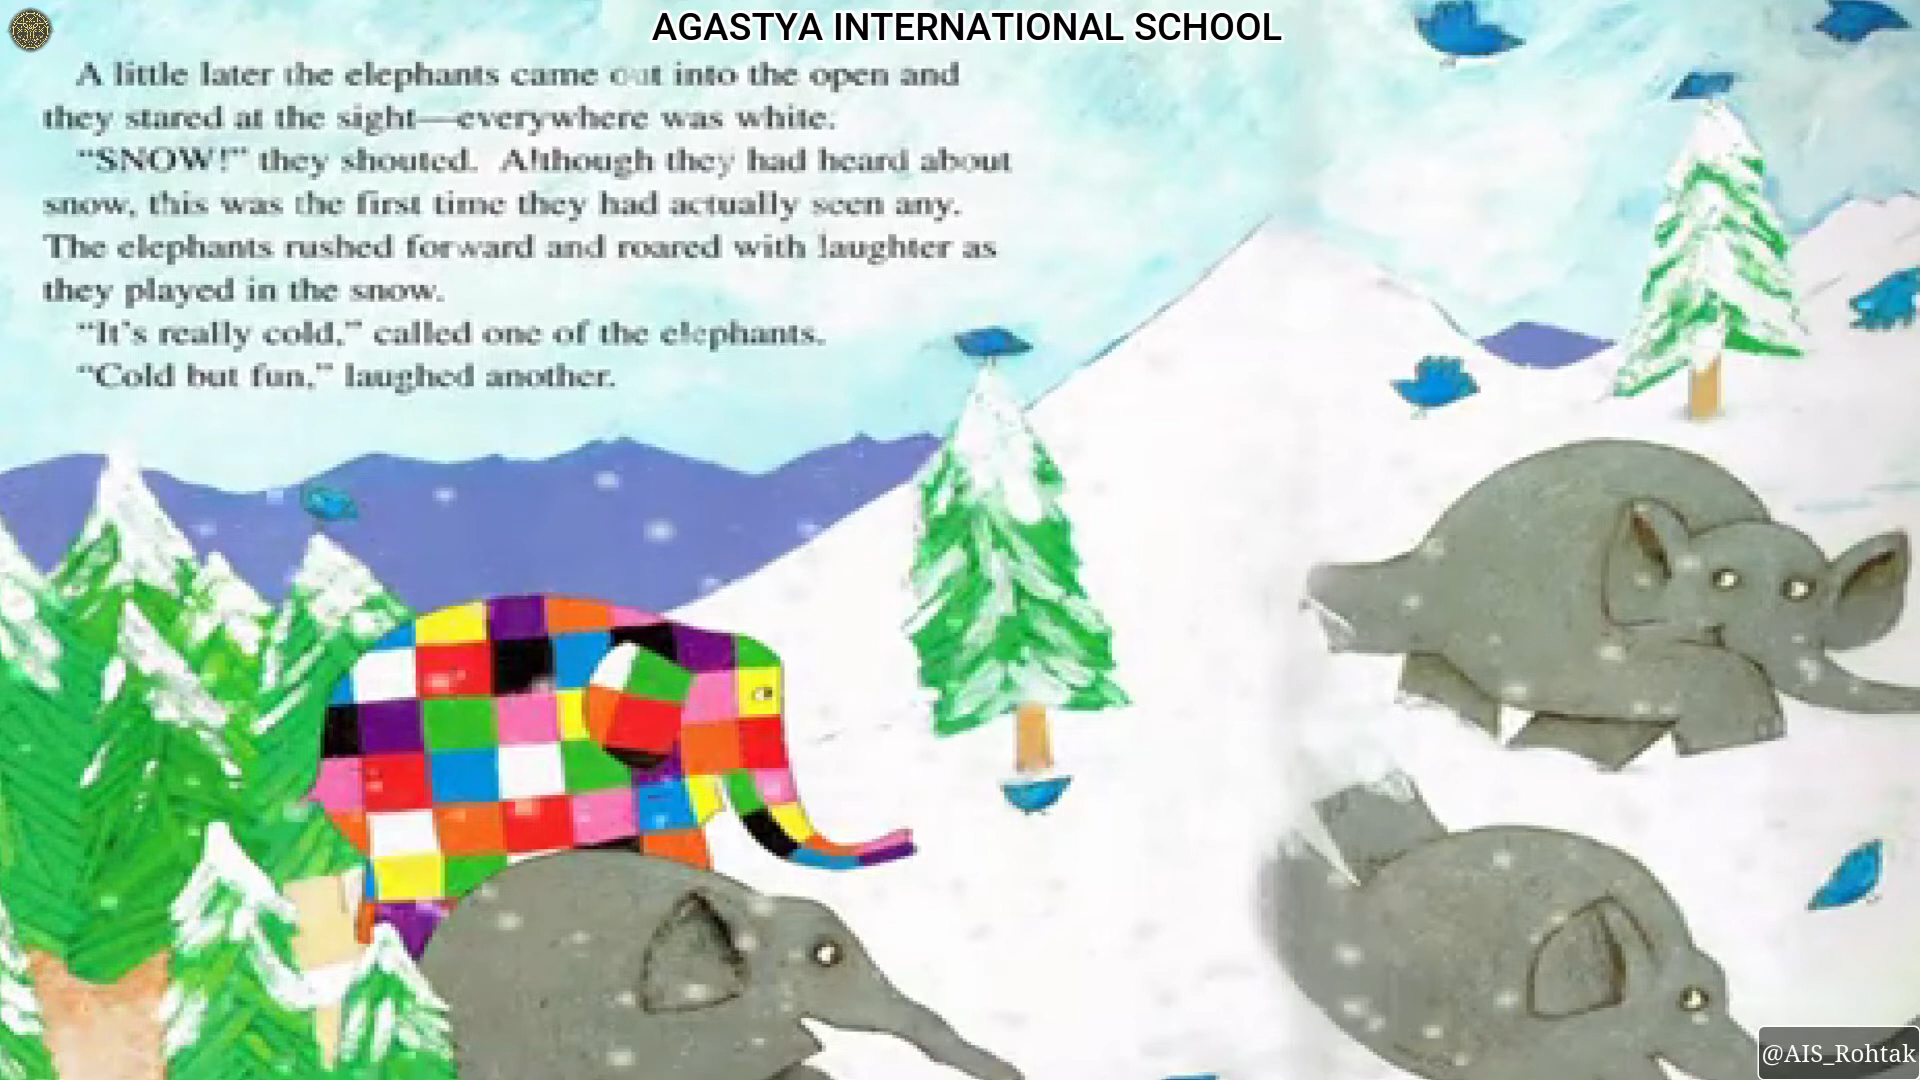 AGASTYA INTERNATIONAL SCHOOL
A little later the elephants came out into the open and
they stared at the sight—everywhere was white.
“SNOW!” they shouted. Although they had heard about
snow, this was the first time they had actually seen any.
The elephants rushed forward and roared with laughter as
they played in the snow.
“It’s really cold,” called one of the elephants.
“Cold but fun,” laughed another.
@AIS_Rohtak